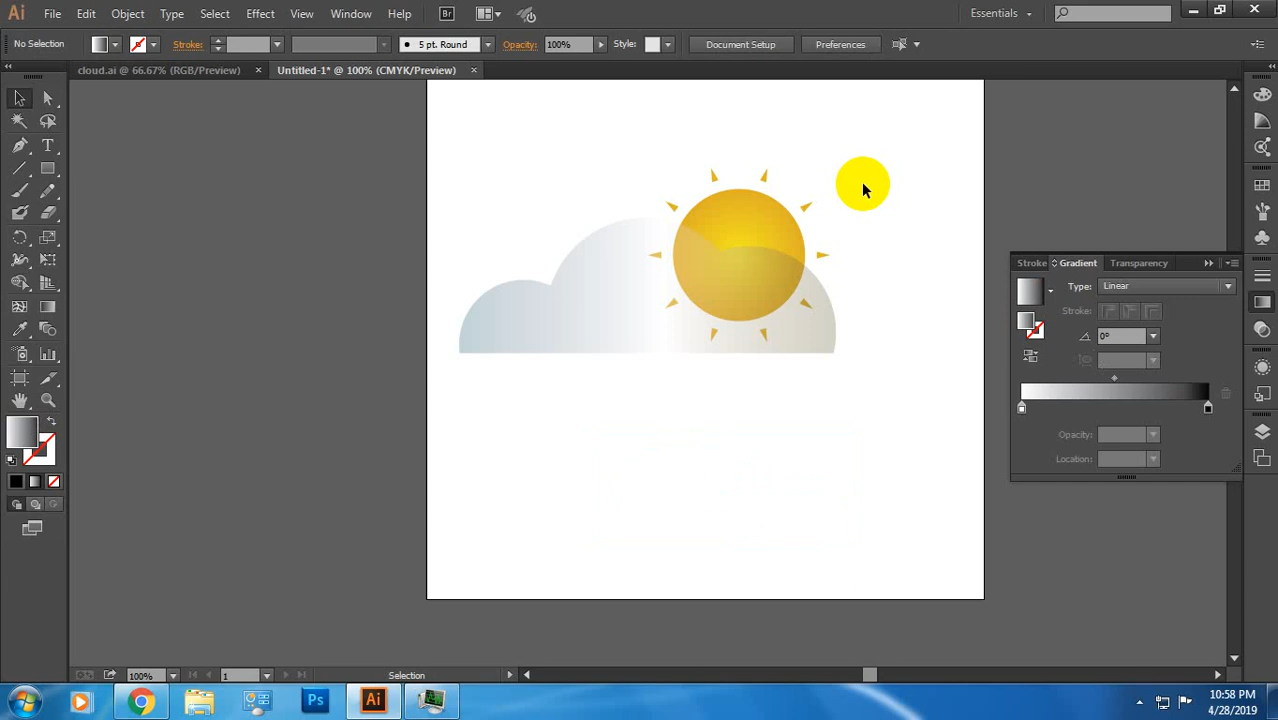 Ai File Edit Object Type Select Effect View Window Help Br Essentials
No Selection Stroke: 5 pt. Round Opacity: 100% Style: Document Setup Preferences
cloud.ai @ 66.67% (RGB/Preview) × Untitled-1* @ 100% (CMYK/Preview) ×
T
Stroke Gradient Transparency
Type: Linear
Stroke:
0°
Opacity:
Location:
100% 1 Selection
Ps Ai 10:58 PM
4/28/2019